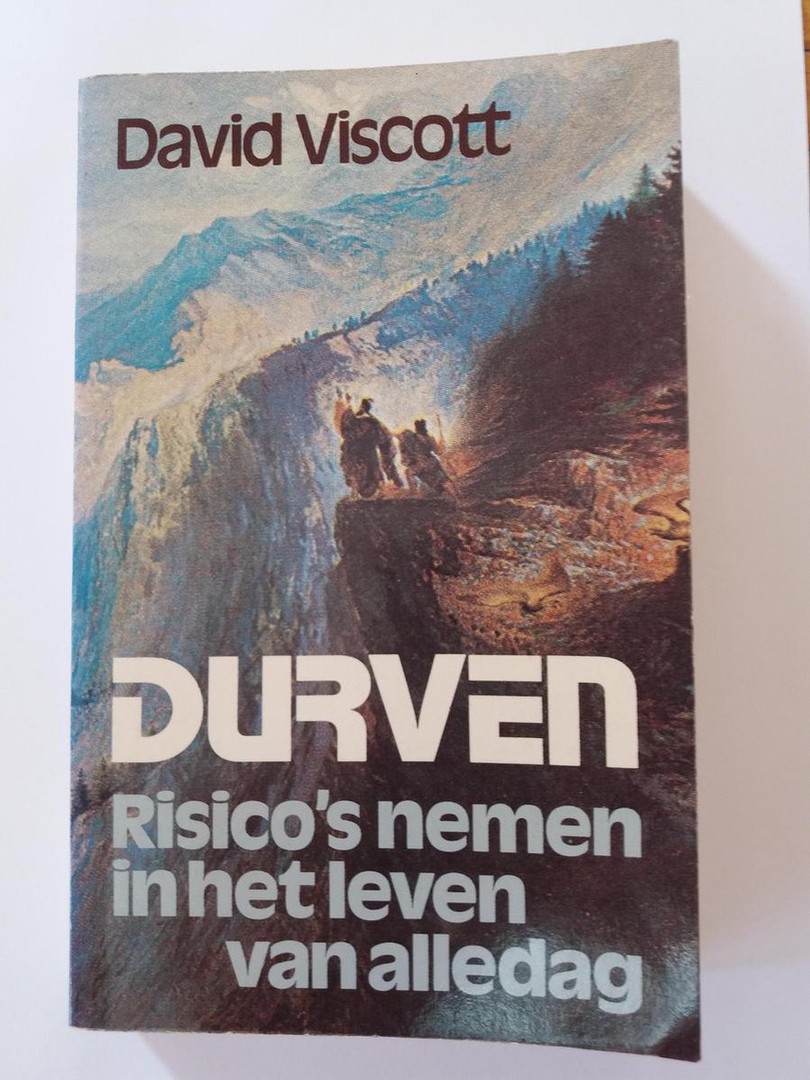 David Viscott
DURVEN
Risico's nemen
in het leven
van alledag